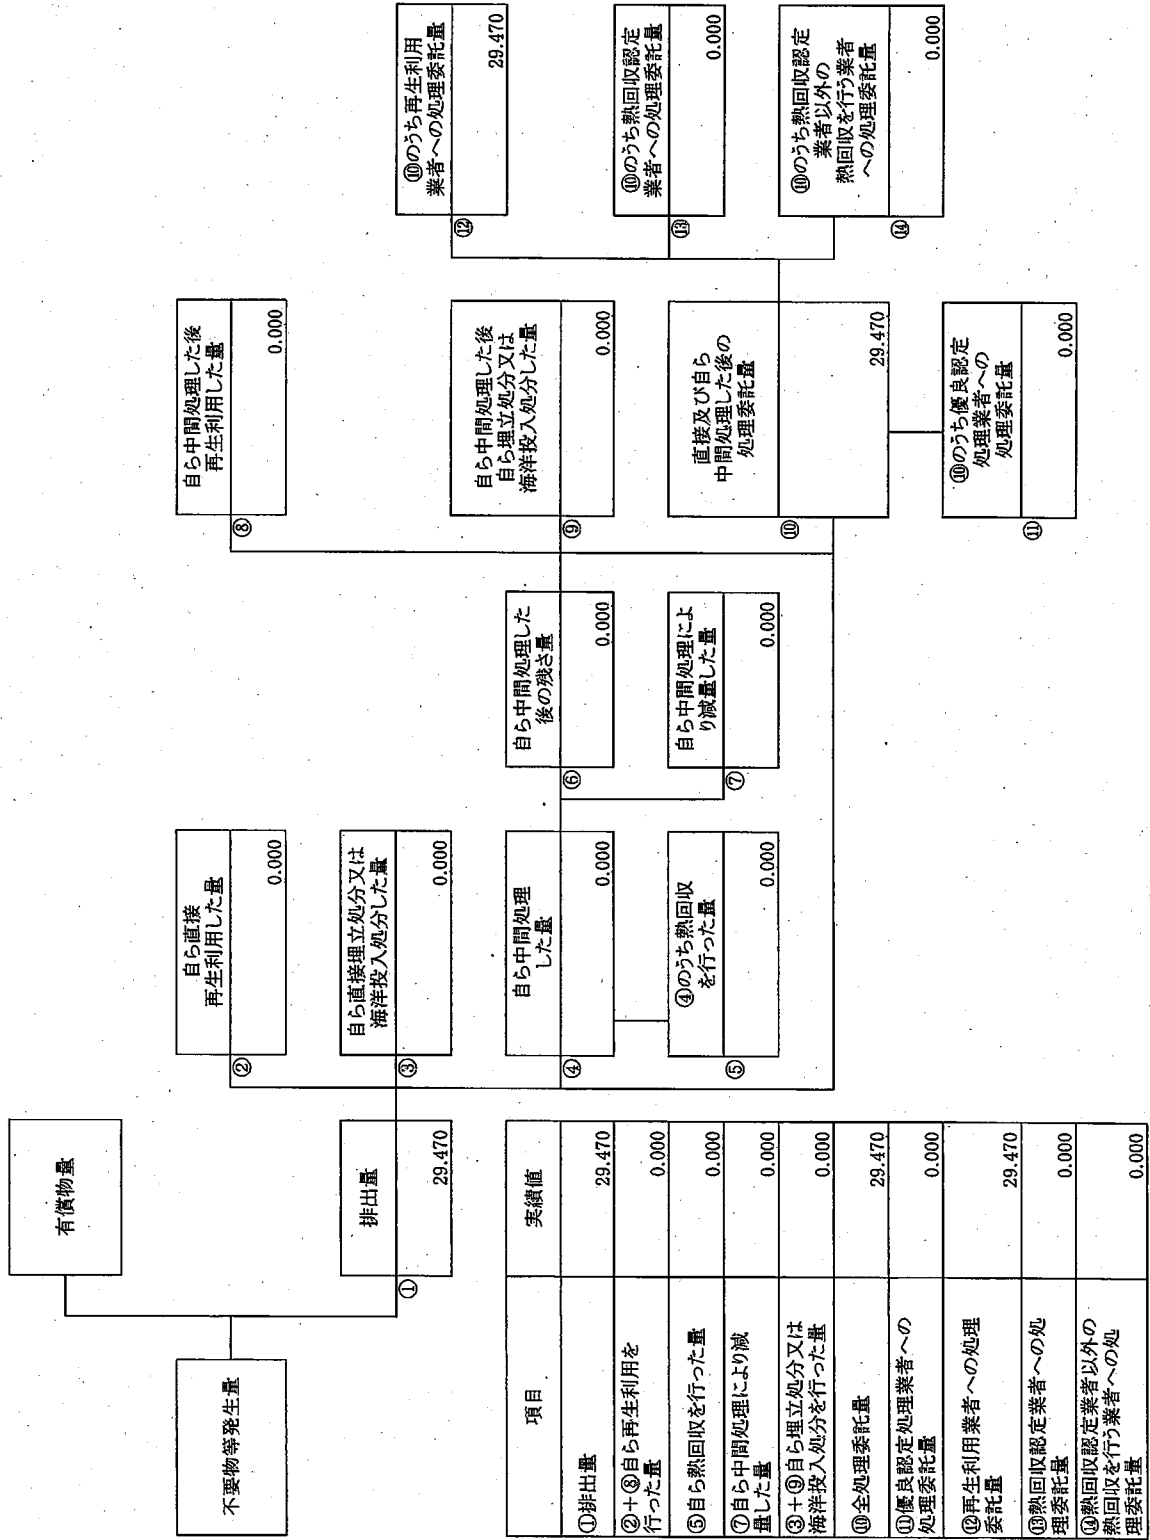 不要物等発生量
有償物量
①
排出量
29.470
②
自ら直接
再生利用した量
0.000
③
自ら直接埋立処分又は
海洋投入処分した量
0.000
④
自ら中間処理
した量
0.000
⑤
④のうち熱回収
を行った量
0.000
⑥
自ら中間処理した
後の残さ量
0.000
⑦
自ら中間処理によ
り減量した量
0.000
⑧
自ら中間処理した後
再生利用した量
0.000
⑨
自ら中間処理した後
自ら埋立処分又は
海洋投入処分した量
0.000
⑩
直接及び自ら
中間処理した後の
処理委託量
29.470
⑪
⑩のうち優良認定
処理業者への
処理委託量
0.000
⑫
⑩のうち再生利用
業者への処理委託量
29.470
⑬
⑩のうち熱回収認定
業者への処理委託量
0.000
⑭
⑩のうち熱回収認定
業者以外の
熱回収を行う業者
への処理委託量
0.000
項目 実績値
①排出量 29.470
②+⑧自ら再生利用を
行った量 0.000
⑤自ら熱回収を行った量 0.000
⑦自ら中間処理により減
量した量 0.000
③+⑨自ら埋立処分又は
海洋投入処分を行った量 0.000
⑩全処理委託量 29.470
⑪優良認定処理業者への
処理委託量 0.000
⑫再生利用業者への処理
委託量 29.470
⑬熱回収認定業者への処
理委託量 0.000
⑭熱回収認定業者以外の
熱回収を行う業者への処
理委託量 0.000